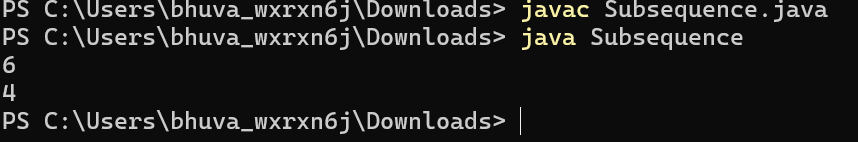 PS C:\Users\bhuva_wxrxn6j\Downloads> javac Subsequence.java
PS C:\Users\bhuva_wxrxn6j\Downloads> java Subsequence
6
4
PS C:\Users\bhuva_wxrxn6j\Downloads>